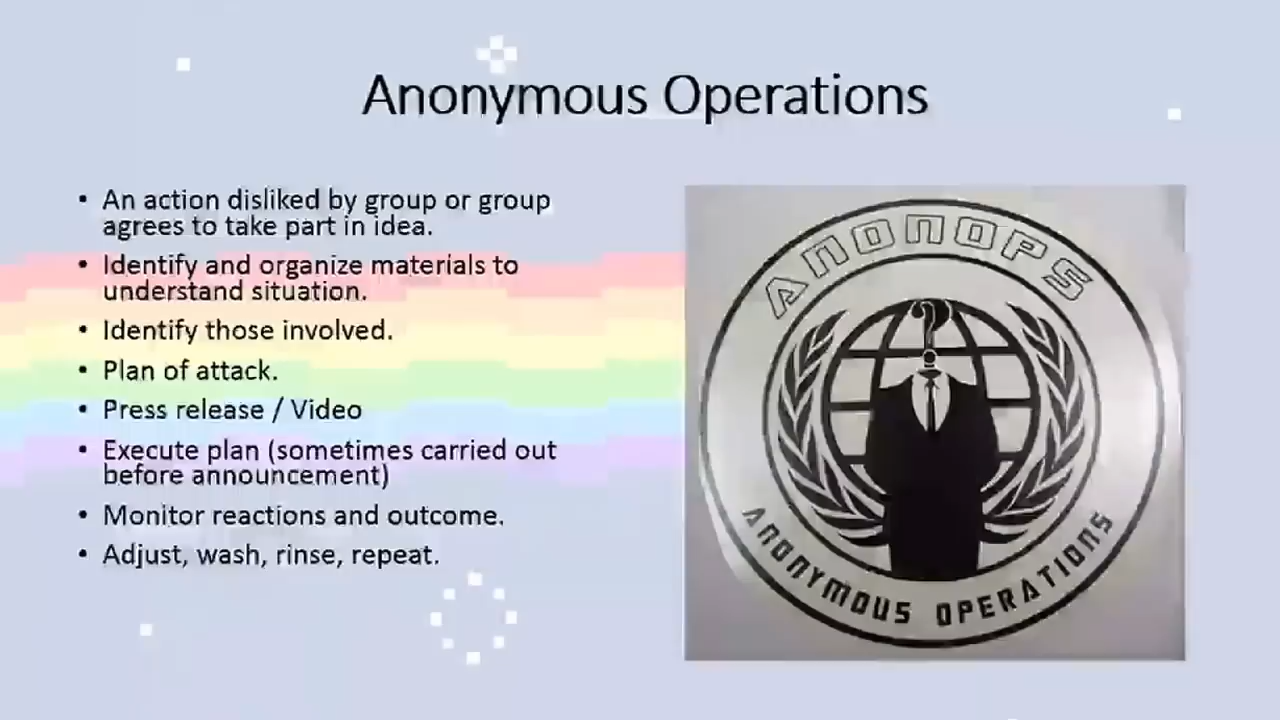 Anonymous Operations
• An action disliked by group or group
agrees to take part in idea.
• Identify and organize materials to
understand situation.
• Identify those involved.
• Plan of attack.
• Press release / Video
• Execute plan (sometimes carried out
before announcement)
• Monitor reactions and outcome.
• Adjust, wash, rinse, repeat.
ANONOPS
?
ANONYMOUS OPERATIONS